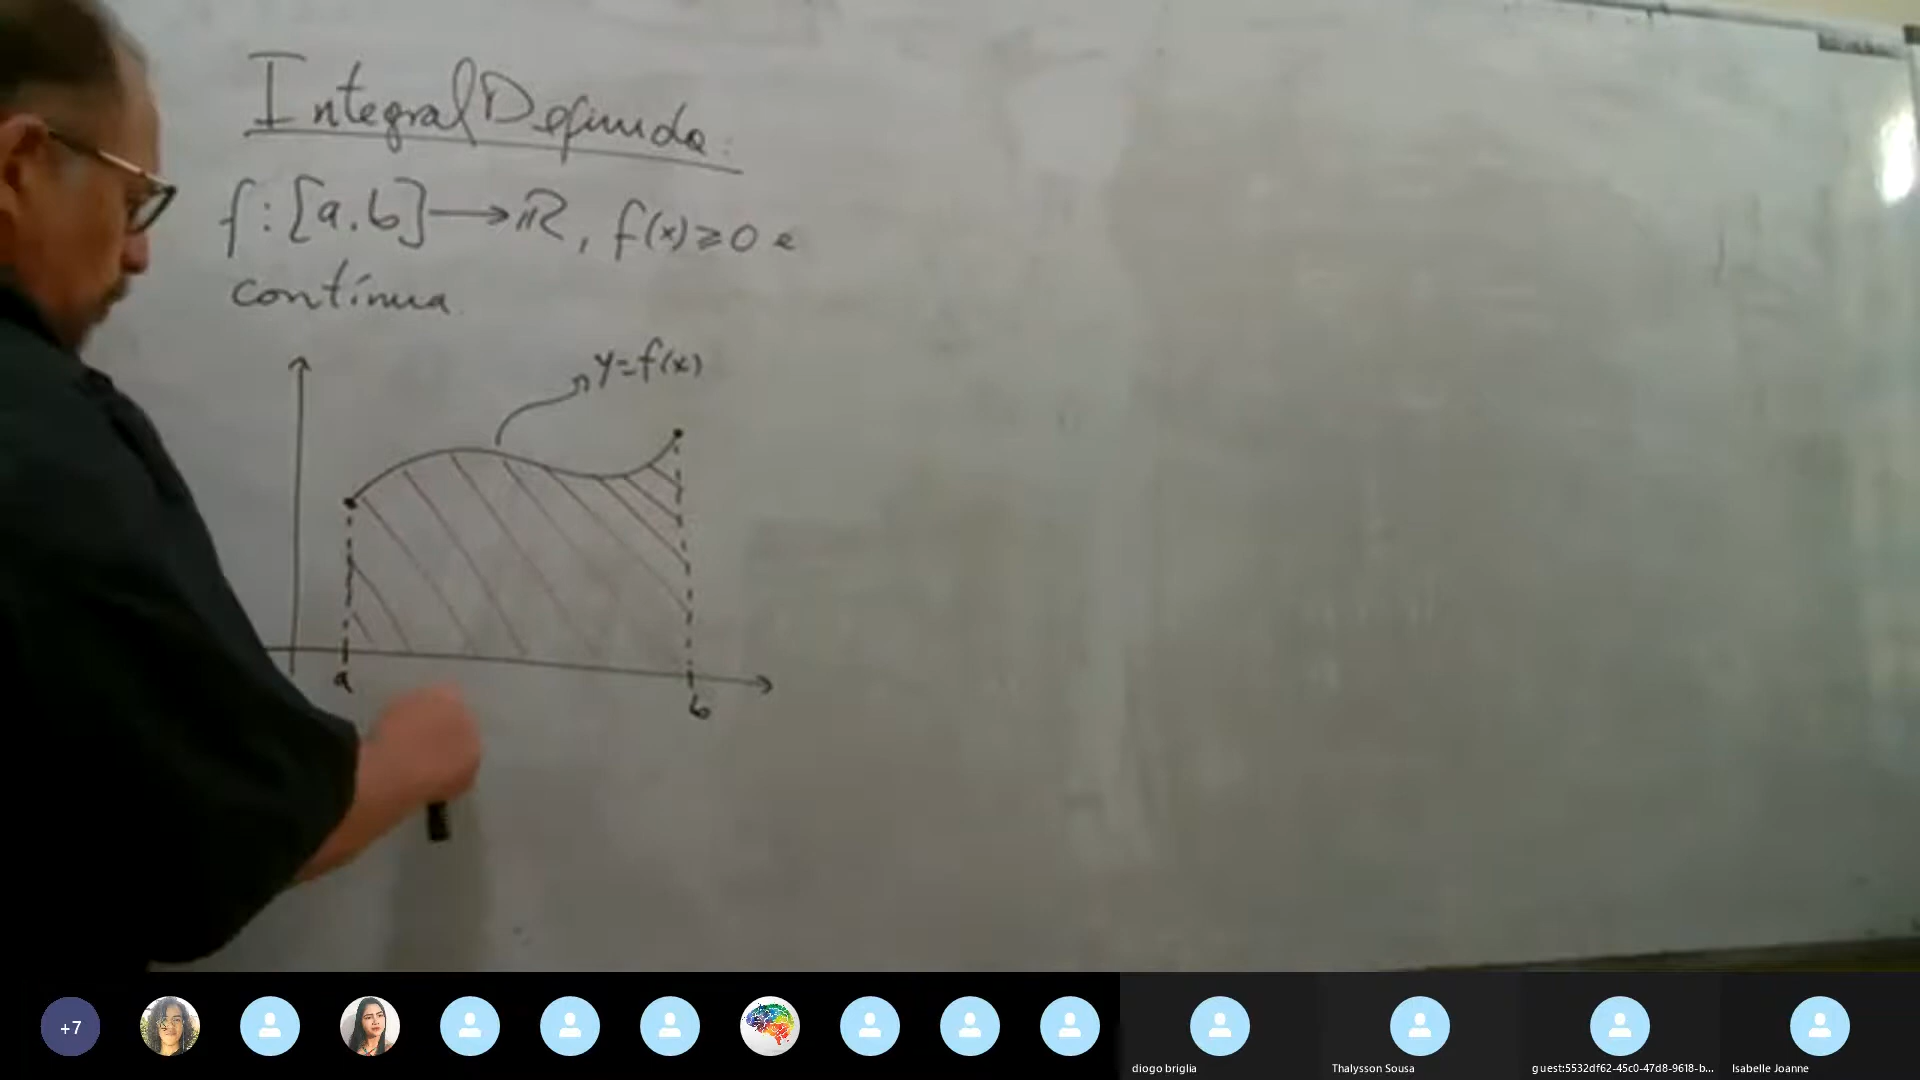 Integral Definida.
f:[a.b]→ℝ, f(x)≥0 e
contínua.
y=f(x)
a
b
+7
diogo briglia
Thalysson Sousa
guest:5532df62-45c0-47d8-9618-b...
Isabelle Joanne